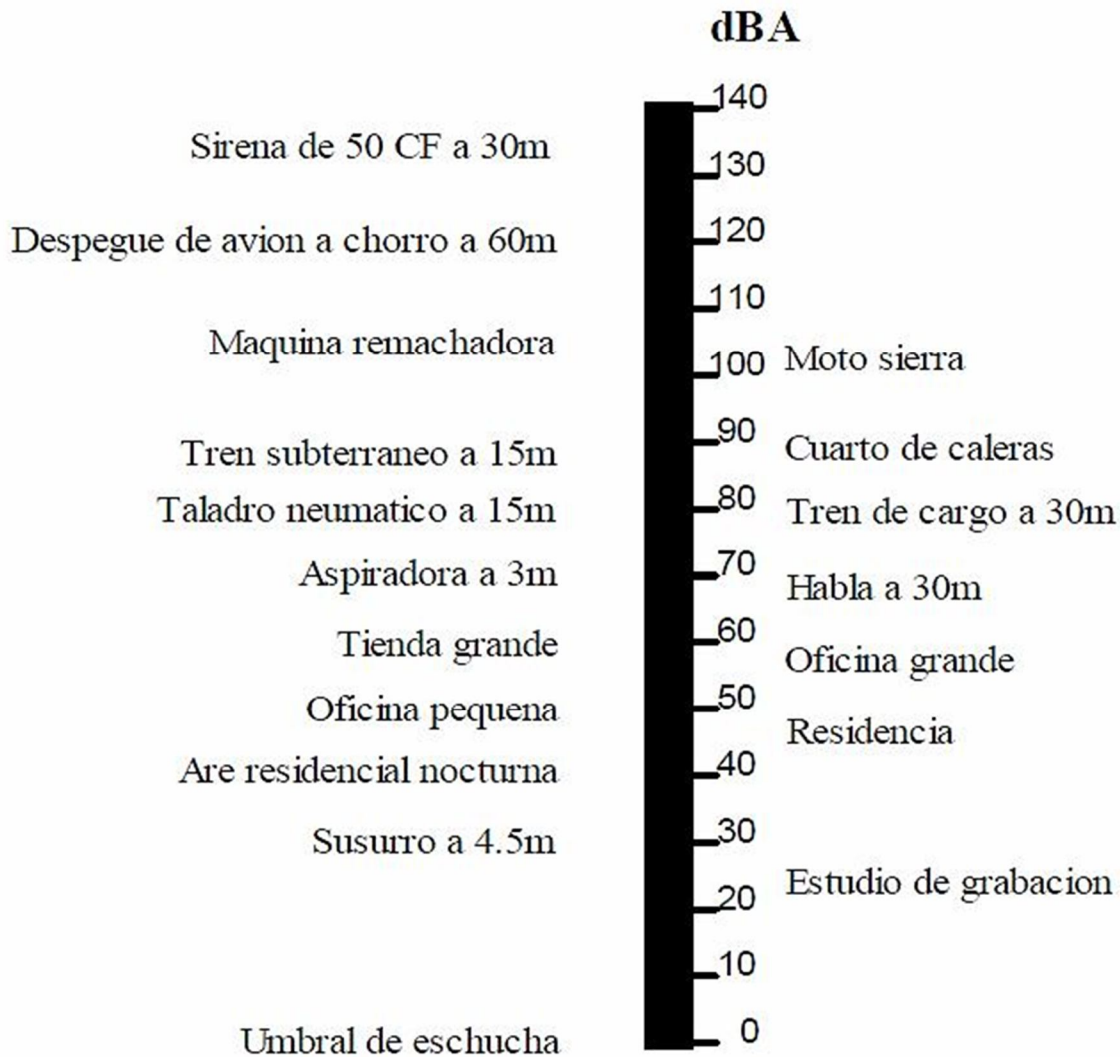 dBA
140
Sirena de 50 CF a 30m
130
Despegue de avion a chorro a 60m
120
110
Maquina remachadora
100 Moto sierra
90 Cuarto de caleras
Tren subterraneo a 15m
Taladro neumatico a 15m
80 Tren de cargo a 30m
Aspiradora a 3m
70
Habla a 30m
60
Tienda grande
Oficina grande
Oficina pequena
50
Residencia
Are residencial nocturna
40
Susurro a 4.5m
30
Estudio de grabacion
20
10
Umbral de eschucha
0